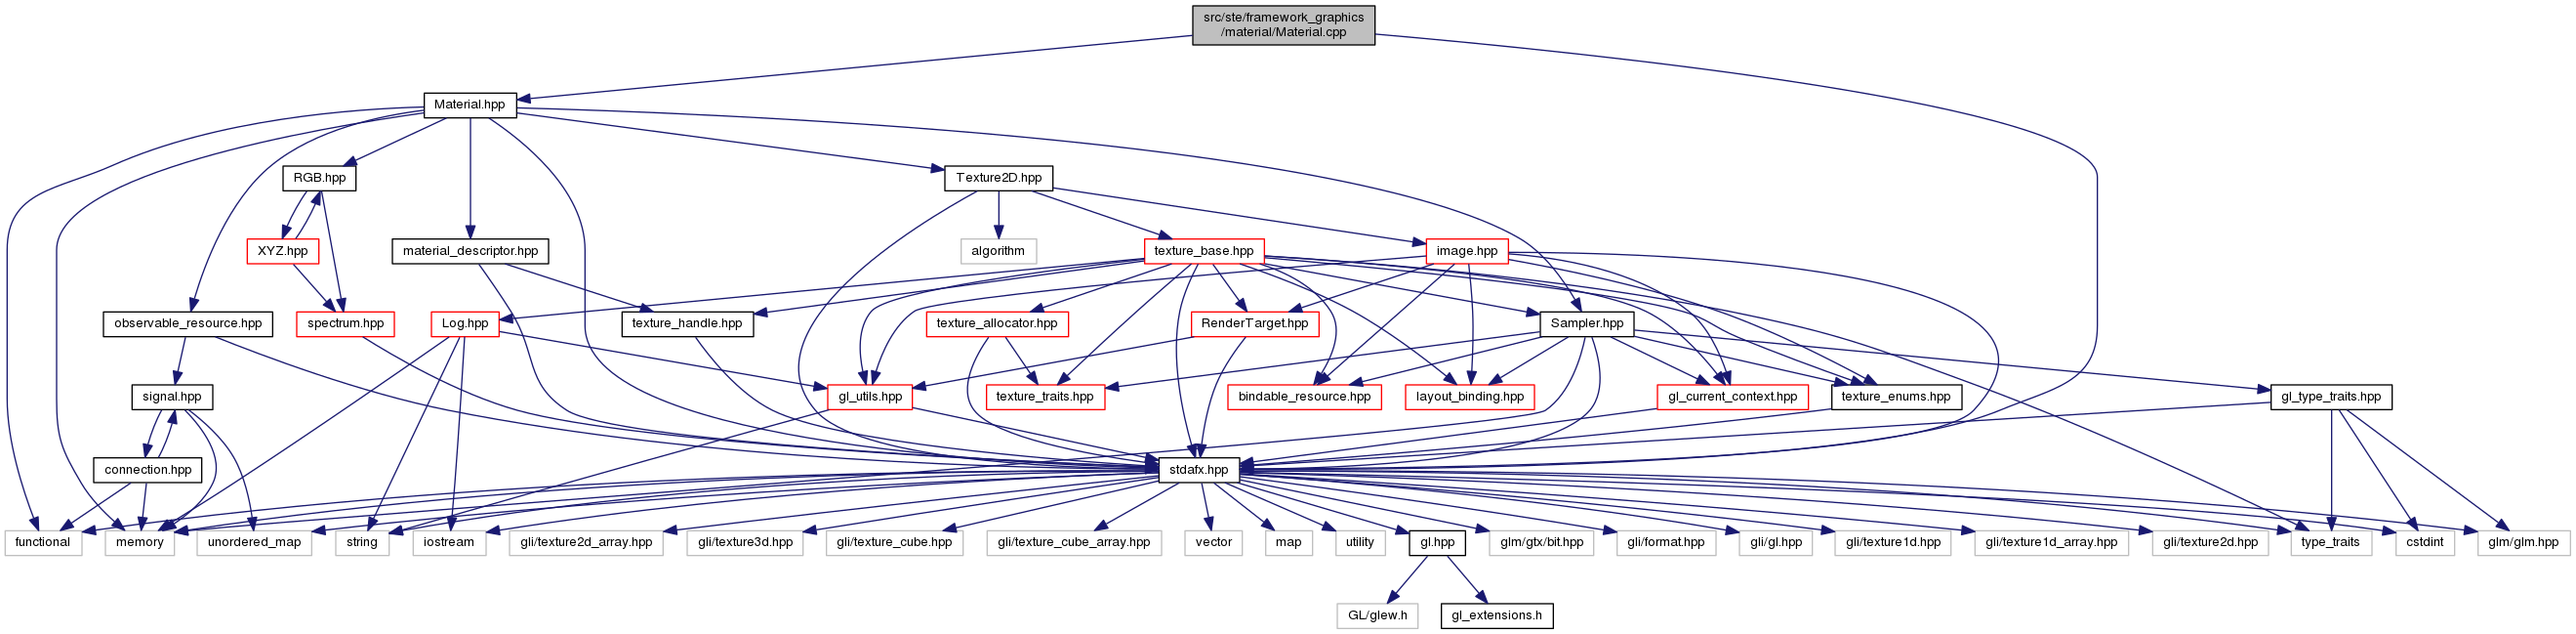 src/ste/framework_graphics
/material/Material.cpp
Material.hpp
RGB.hpp
Texture2D.hpp
XYZ.hpp
material_descriptor.hpp
algorithm
texture_base.hpp
image.hpp
observable_resource.hpp
spectrum.hpp
Log.hpp
texture_handle.hpp
texture_allocator.hpp
RenderTarget.hpp
Sampler.hpp
signal.hpp
gl_utils.hpp
texture_traits.hpp
bindable_resource.hpp
layout_binding.hpp
gl_current_context.hpp
texture_enums.hpp
gl_type_traits.hpp
connection.hpp
stdafx.hpp
functional
memory
unordered_map
string
iostream
gli/texture2d_array.hpp
gli/texture3d.hpp
gli/texture_cube.hpp
gli/texture_cube_array.hpp
vector
map
utility
gl.hpp
glm/gtx/bit.hpp
gli/format.hpp
gli/gl.hpp
gli/texture1d.hpp
gli/texture1d_array.hpp
gli/texture2d.hpp
type_traits
cstdint
glm/glm.hpp
GL/glew.h
gl_extensions.h